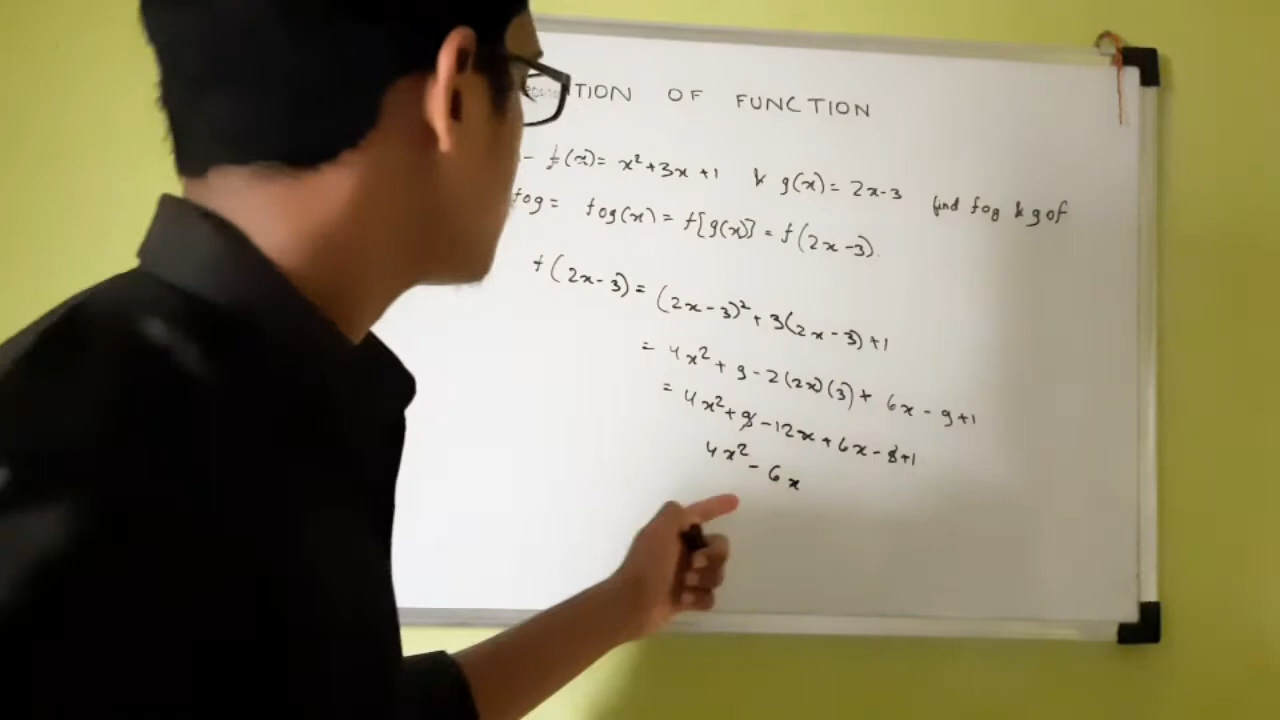 TION OF FUNCTION
- f(x) = x² + 3x + 1 & g(x) = 2x - 3 find fog & gof
fog = fog(x) = f[g(x)] = f(2x - 3).
f(2x - 3) = (2x - 3)² + 3(2x - 3) + 1
= 4x² + 9 - 2(2x)(3) + 6x - 9 + 1
= 4x² + 9 - 12x + 6x - 9 + 1
4x² - 6x